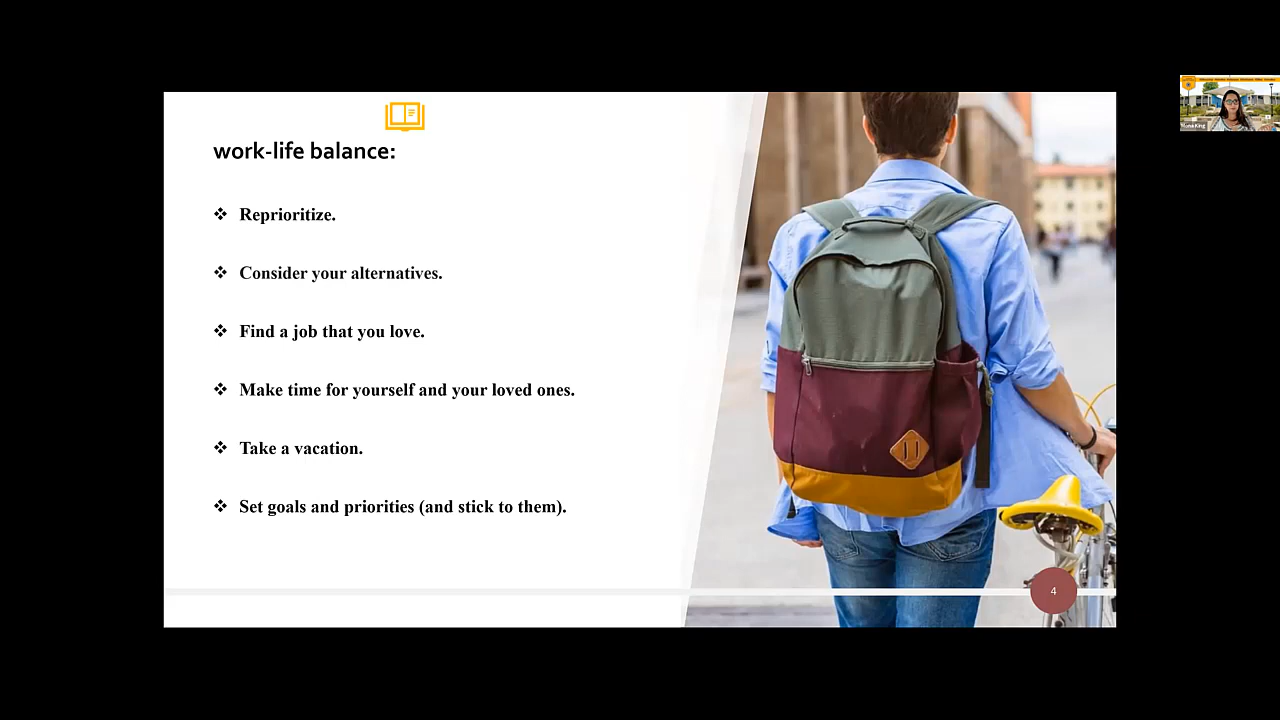 work-life balance:
❖ Reprioritize.
❖ Consider your alternatives.
❖ Find a job that you love.
❖ Make time for yourself and your loved ones.
❖ Take a vacation.
❖ Set goals and priorities (and stick to them).
4